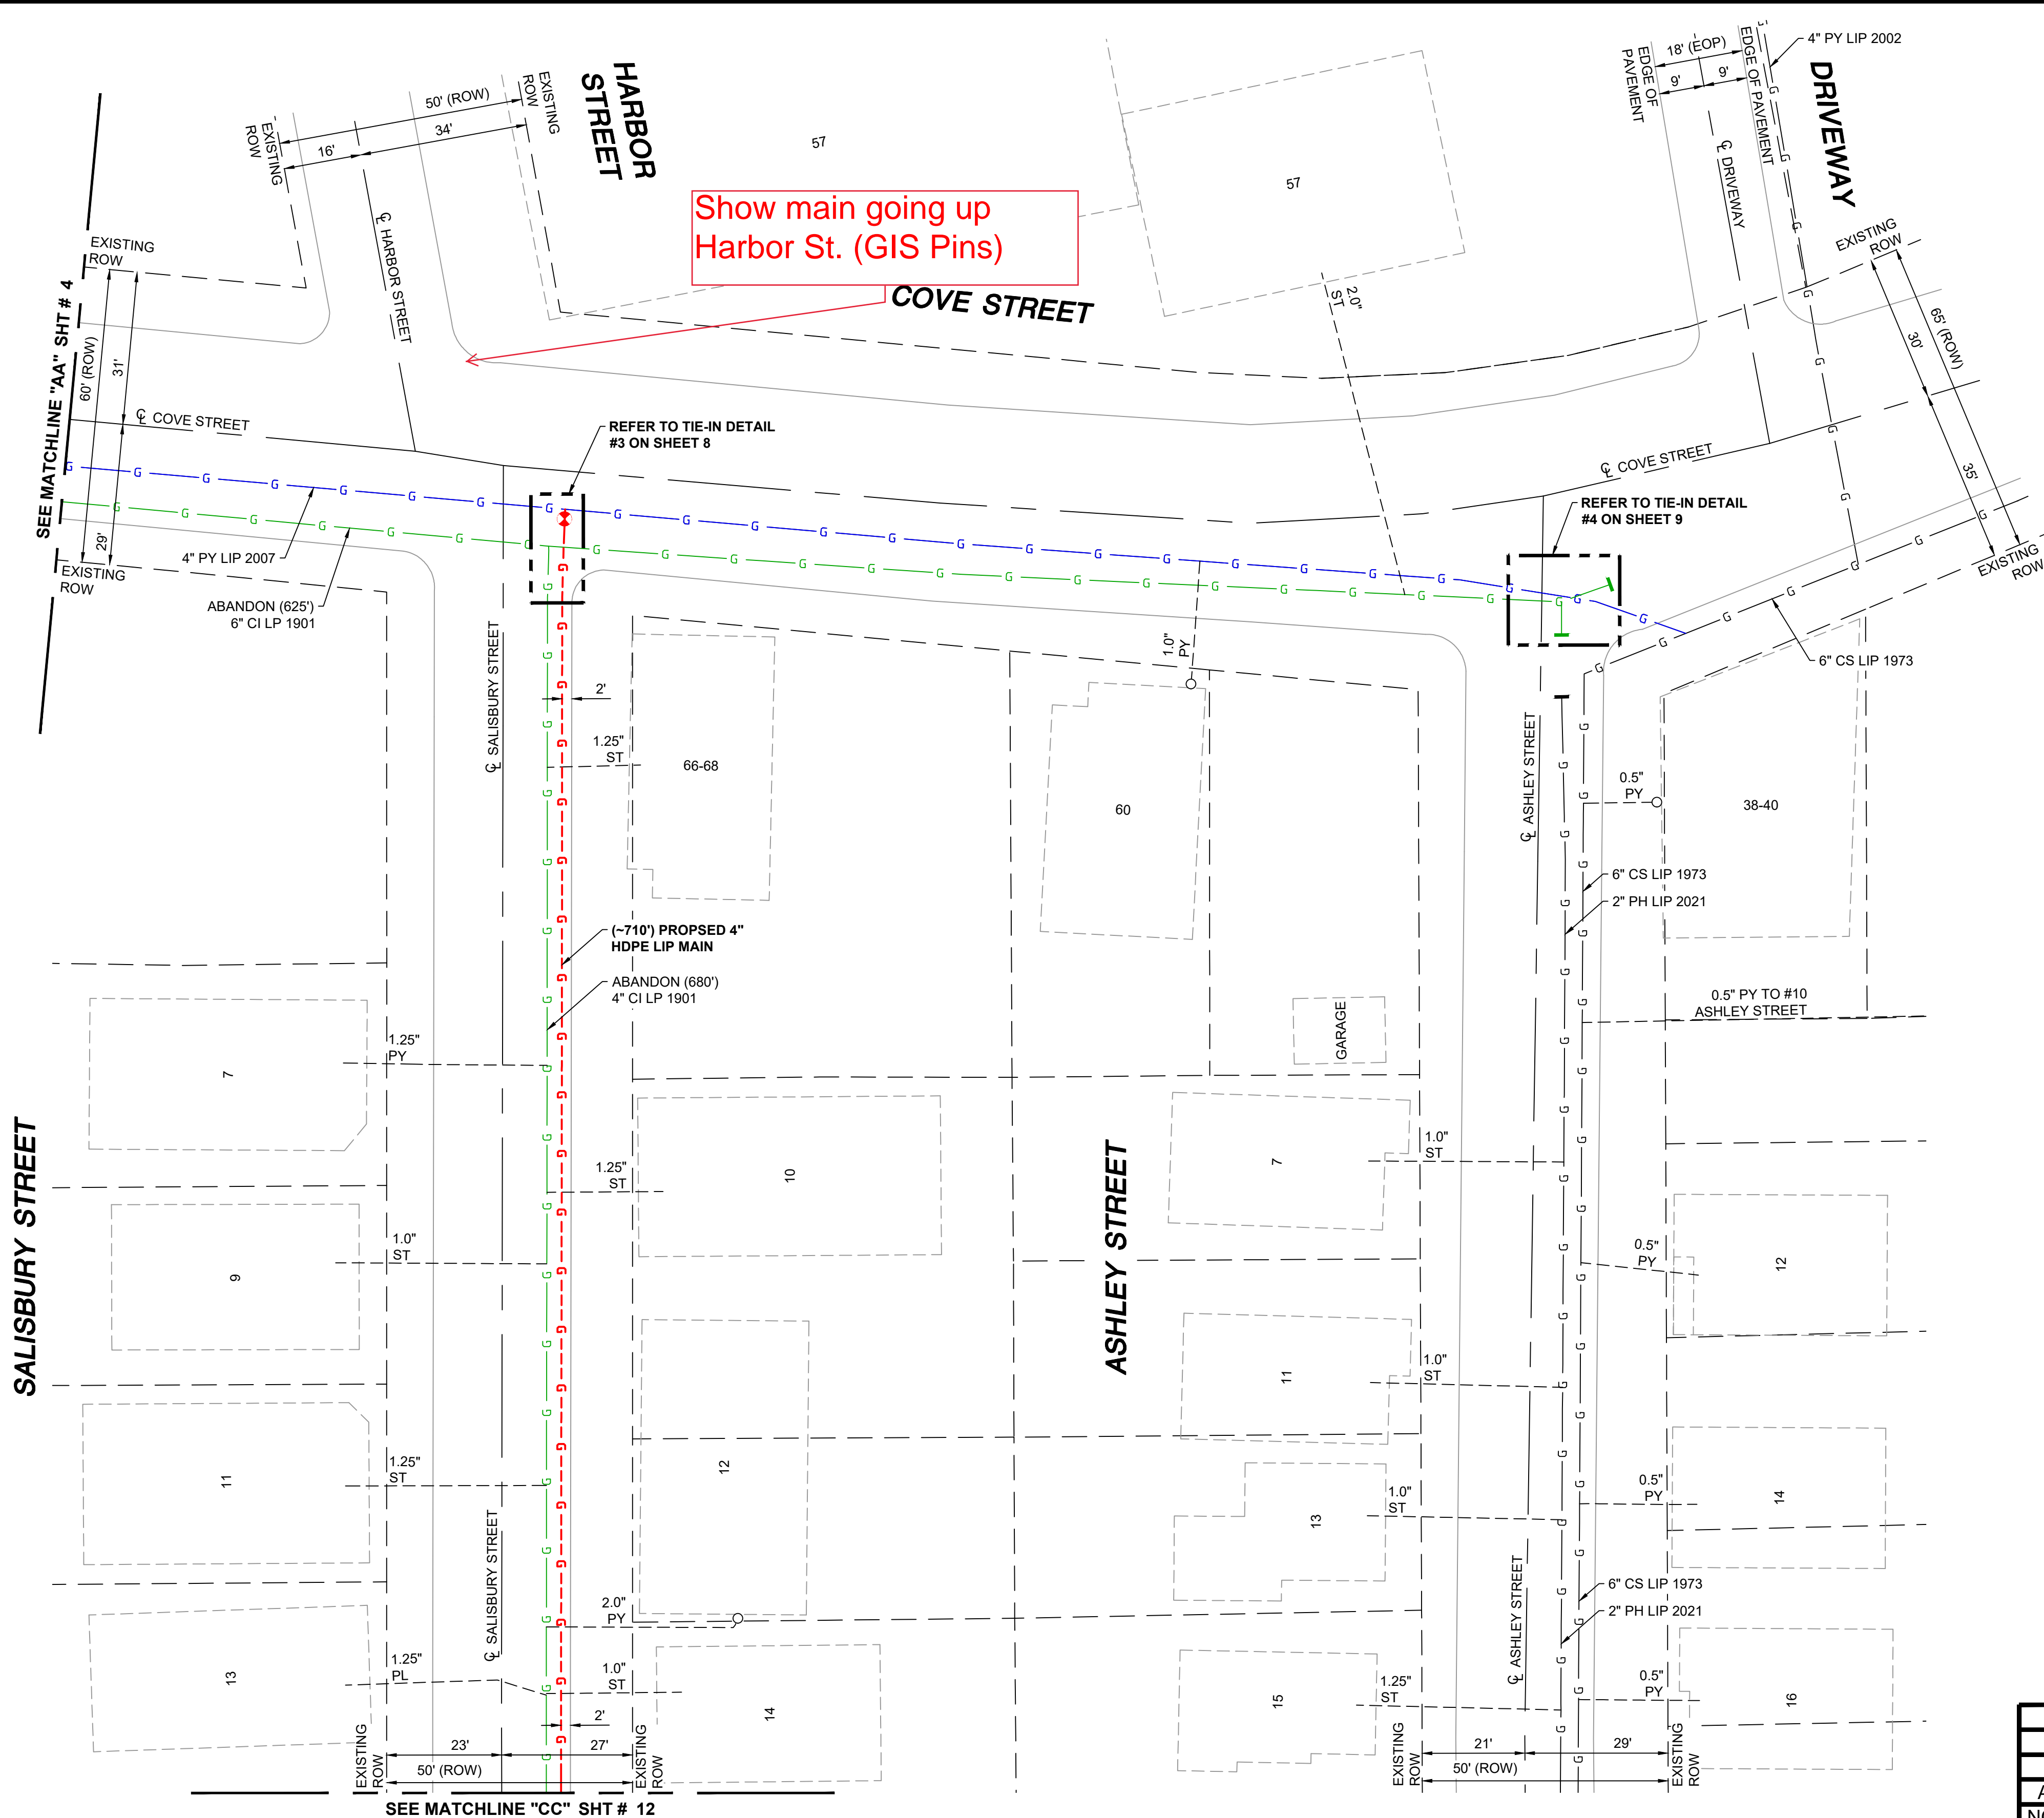 4" PY LIP 2002
18' (EOP)
9'
9'
EDGE OF
PAVEMENT
EDGE OF PAVEMENT
DRIVEWAY
℄ DRIVEWAY
50' (ROW)
34'
16'
EXISTING
ROW
EXISTING
ROW
HARBOR
STREET
57
57
Show main going up
Harbor St. (GIS Pins)
COVE STREET
2.0"
ST
℄ HARBOR STREET
EXISTING
ROW
EXISTING
ROW
65' (ROW)
30'
35'
EXISTING
ROW
SEE MATCHLINE "AA" SHT # 4
60' (ROW)
31'
29'
℄ COVE STREET
REFER TO TIE-IN DETAIL
#3 ON SHEET 8
℄ COVE STREET
REFER TO TIE-IN DETAIL
#4 ON SHEET 9
4" PY LIP 2007
EXISTING
ROW
ABANDON (625')
6" CI LP 1901
1.0"
PY
6" CS LIP 1973
℄ SALISBURY STREET
2'
1.25"
ST
66-68
60
℄ ASHLEY STREET
0.5"
PY
38-40
6" CS LIP 1973
2" PH LIP 2021
(~710') PROPSED 4"
HDPE LIP MAIN
ABANDON (680')
4" CI LP 1901
0.5" PY TO #10
ASHLEY STREET
GARAGE
1.25"
PY
7
1.25"
ST
10
7
1.0"
ST
SALISBURY STREET
ASHLEY STREET
1.0"
ST
9
0.5"
PY
12
11
1.0"
ST
1.25"
ST
11
12
1.0"
ST
13
0.5"
PY
14
℄ SALISBURY STREET
℄ ASHLEY STREET
6" CS LIP 1973
2" PH LIP 2021
2.0"
PY
1.25"
PL
13
1.0"
ST
14
1.25"
ST
15
0.5"
PY
16
2'
EXISTING
ROW
23'
27'
50' (ROW)
EXISTING
ROW
EXISTING
ROW
21'
29'
50' (ROW)
EXISTING
ROW
SEE MATCHLINE "CC" SHT # 12